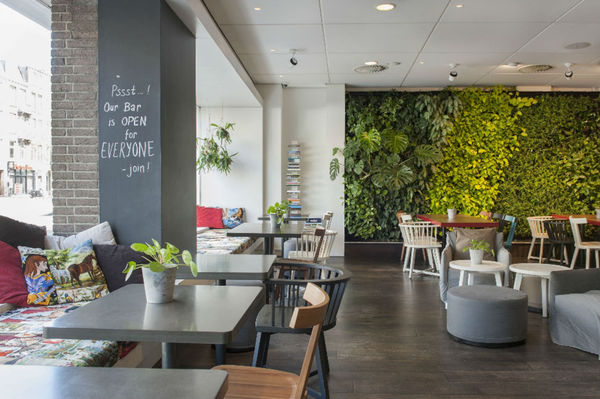 Pssst...!
Our Bar
is OPEN
for
EVERYONE
- join!